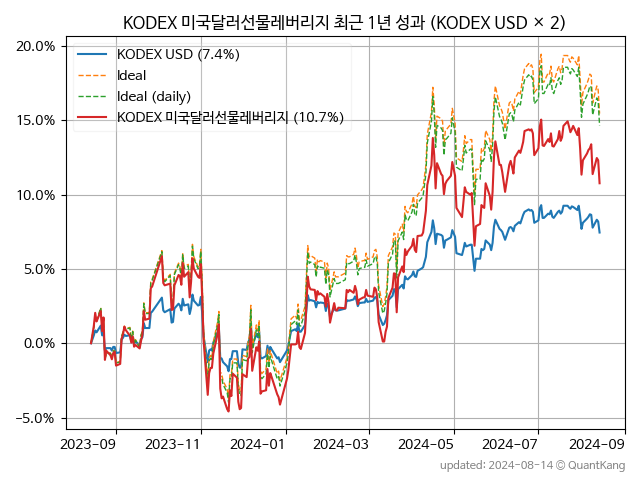 KODEX 미국달러선물레버리지 최근 1년 성과 (KODEX USD × 2)
20.0%
15.0%
10.0%
5.0%
0.0%
−5.0%
KODEX USD (7.4%)
Ideal
Ideal (daily)
KODEX 미국달러선물레버리지 (10.7%)
2023−09 2023−11 2024−01 2024−03 2024−05 2024−07 2024−09
updated: 2024−08−14 © QuantKang